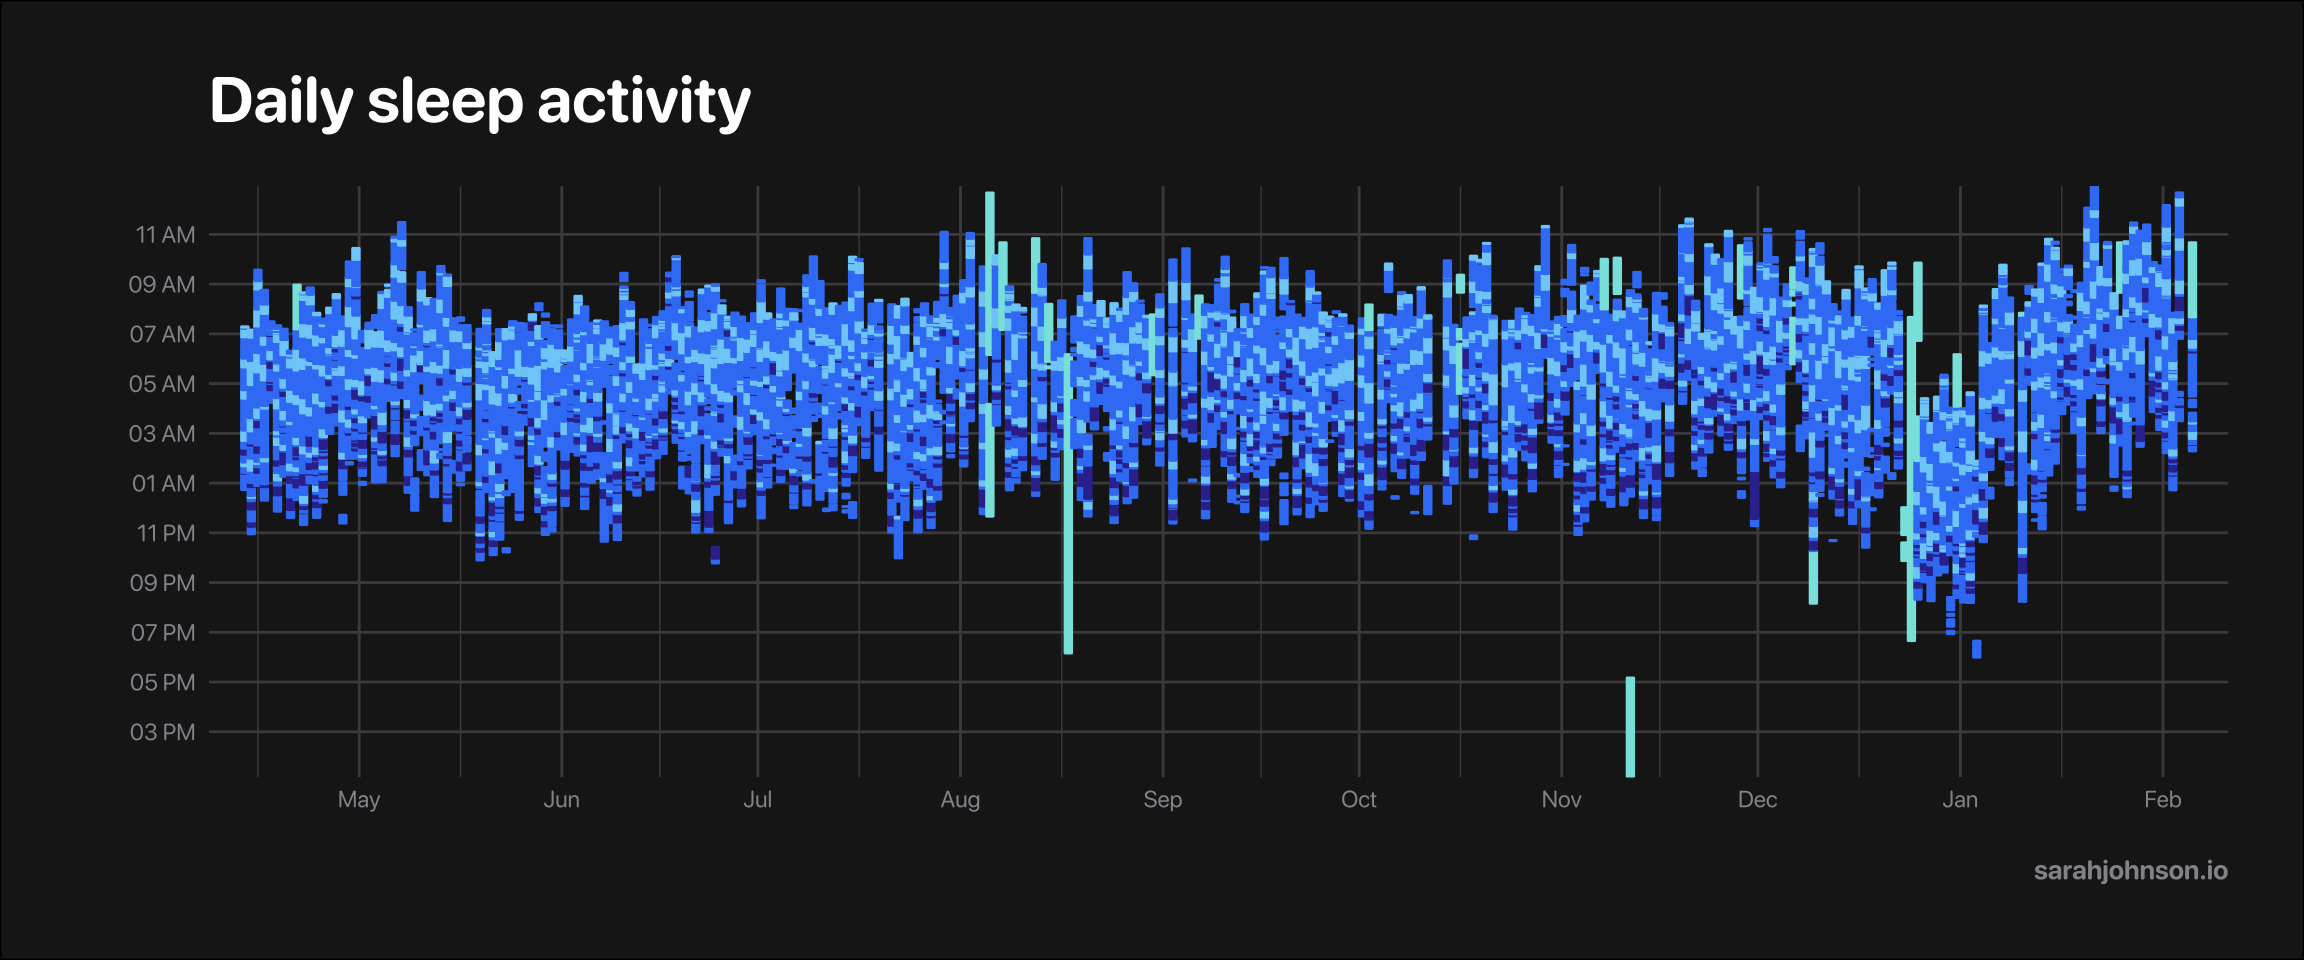 Daily sleep activity
11 AM
09 AM
07 AM
05 AM
03 AM
01 AM
11 PM
09 PM
07 PM
05 PM
03 PM
May Jun Jul Aug Sep Oct Nov Dec Jan Feb
sarahjohnson.io